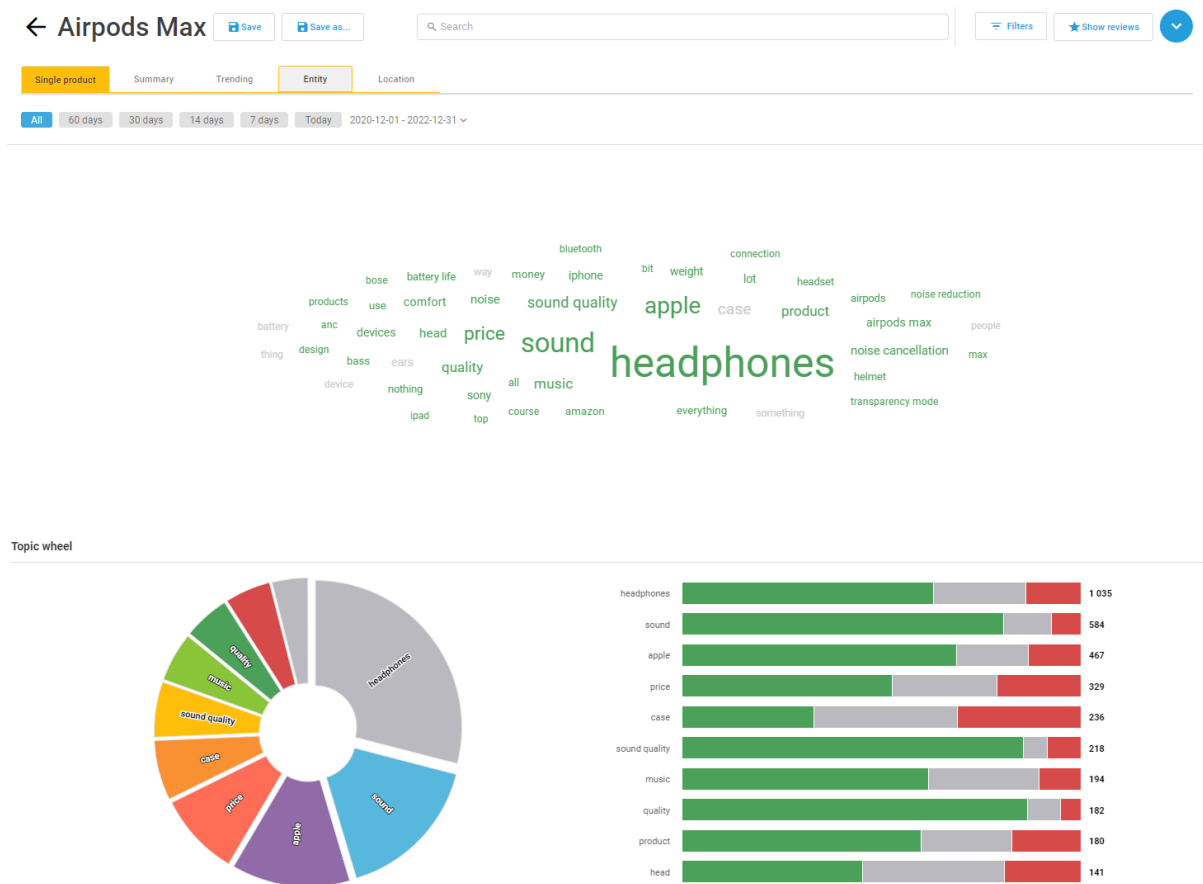 Airpods Max
Save
Save as...
Search
Filters
Show reviews
Single product
Summary
Trending
Entity
Location
All
60 days
30 days
14 days
7 days
Today
2020-12-01 - 2022-12-31
bluetooth
connection
bose
battery life
way
money
iphone
bit
weight
lot
headset
products
use
comfort
noise
sound quality
apple
case
product
airpods
noise reduction
battery
anc
devices
head
price
sound
headphones
airpods max
people
thing
design
bass
ears
quality
noise cancellation
max
device
nothing
sony
all
music
helmet
ipad
top
course
amazon
everything
something
transparency mode
Topic wheel
headphones
sound
apple
price
case
sound quality
music
quality
headphones 1 035
sound 584
apple 467
price 329
case 236
sound quality 218
music 194
quality 182
product 180
head 141